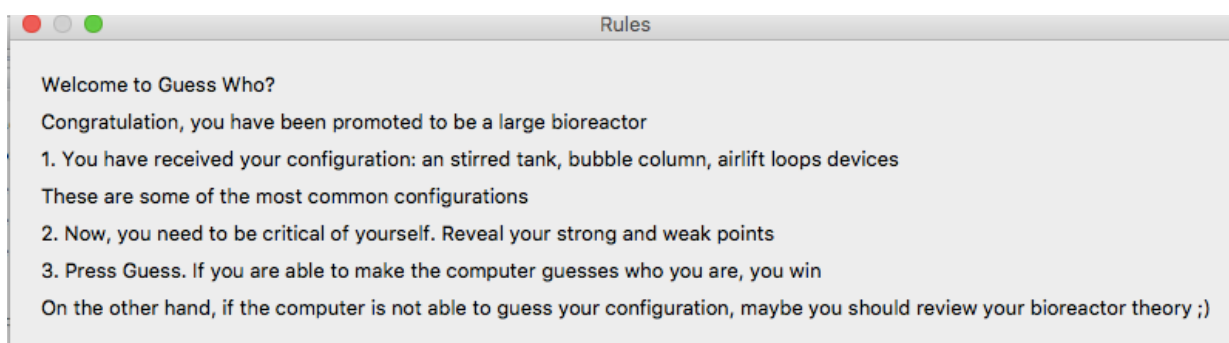 Rules
Welcome to Guess Who?
Congratulation, you have been promoted to be a large bioreactor
1. You have received your configuration: an stirred tank, bubble column, airlift loops devices
These are some of the most common configurations
2. Now, you need to be critical of yourself. Reveal your strong and weak points
3. Press Guess. If you are able to make the computer guesses who you are, you win
On the other hand, if the computer is not able to guess your configuration, maybe you should review your bioreactor theory ;)